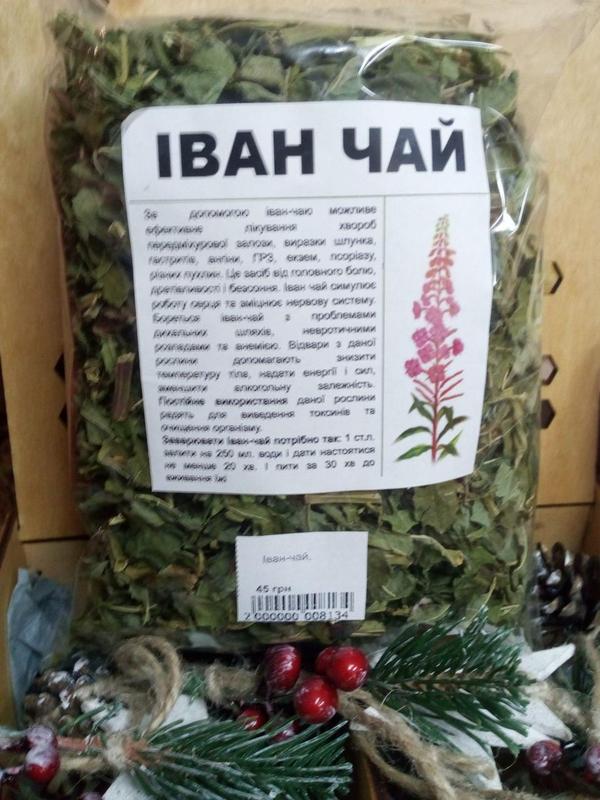 ІВАН ЧАЙ
За допомогою іван-чаю можливе
ефективне лікування хвороб
передміхурової залози, виразки шлунка,
гастритів, ангіни, ГРЗ, екзем, псоріазу,
різних пухлин. Це засіб від головного болю,
дратівливості і безсоння. Іван чай симулює
роботу серця та зміцнює нервову систему.
Бореться іван-чай з проблемами
дихальних шляхів, невротичними
розладами та анемією. Відвари з даної
рослини допомагають знизити
температуру тіла, надати енергії і сил,
зменшити алкогольну залежність.
Постійне використання даної рослини
радять для виведення токсинів та
очищення організму.
Заварювати Іван-чай потрібно так: 1 ст.л.
залити на 250 мл. води і дати настоятися
не менше 20 хв. І пити за 30 хв до
вживання їжі
Іван-чай.
45 грн
2 000000 008134